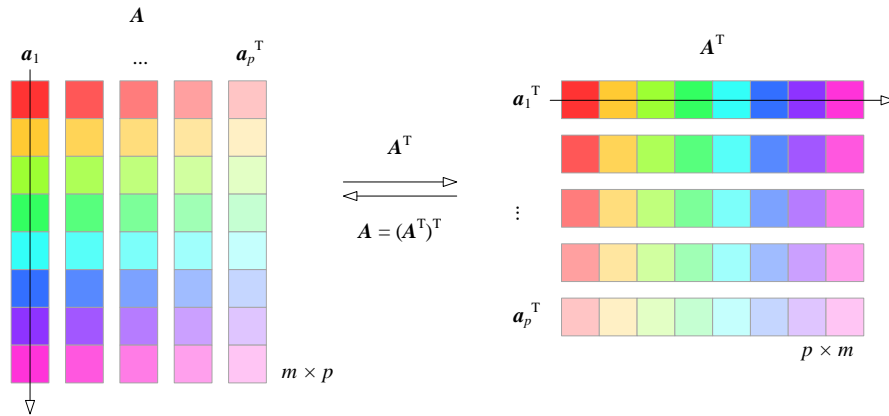 A
a₁ ... aₚᵀ
m × p
Aᵀ
A = (Aᵀ)ᵀ
Aᵀ
a₁ᵀ
⋮
aₚᵀ
p × m